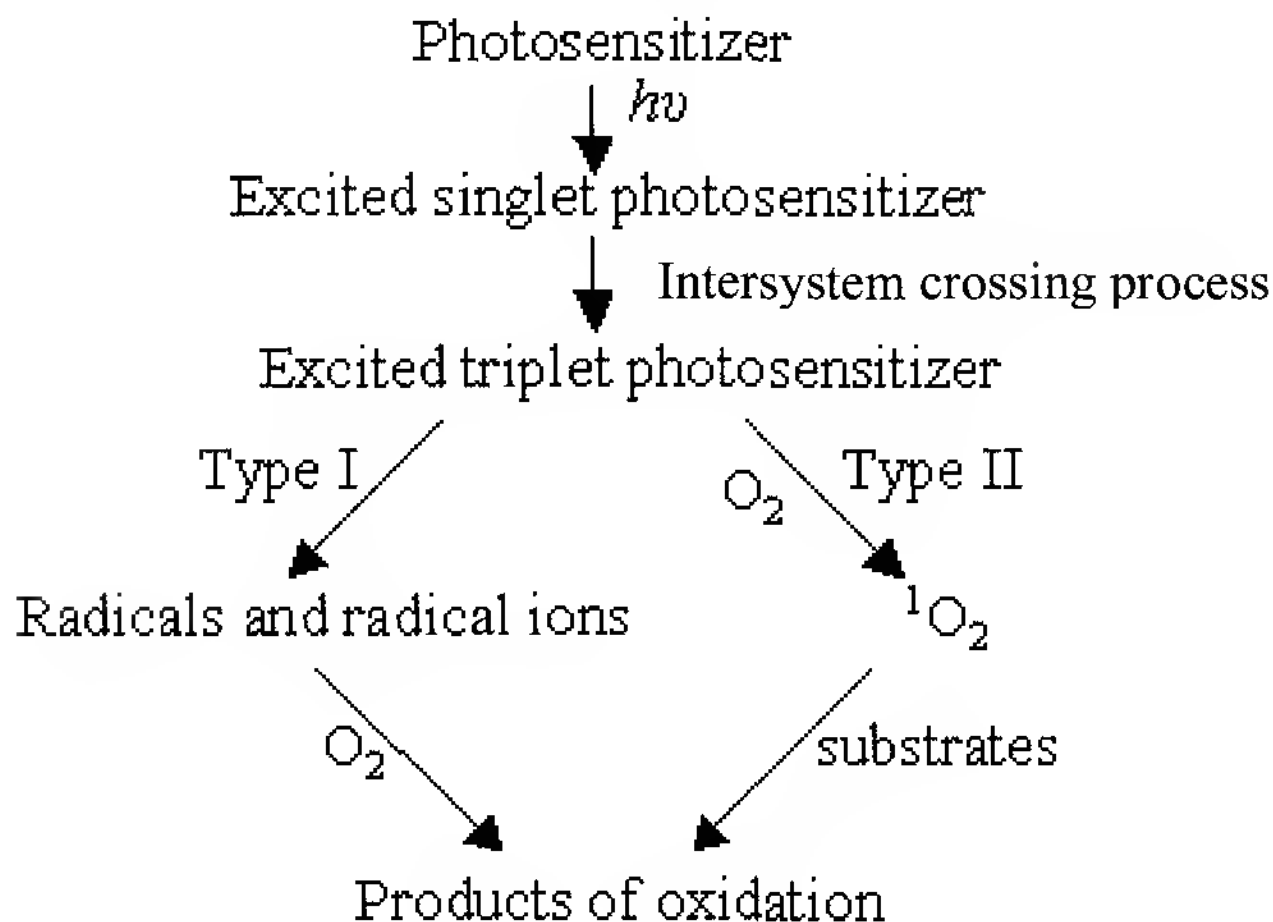 Photosensitizer
hν
Excited singlet photosensitizer
Intersystem crossing process
Excited triplet photosensitizer
Type I
O₂ Type II
Radicals and radical ions
¹O₂
O₂
substrates
Products of oxidation